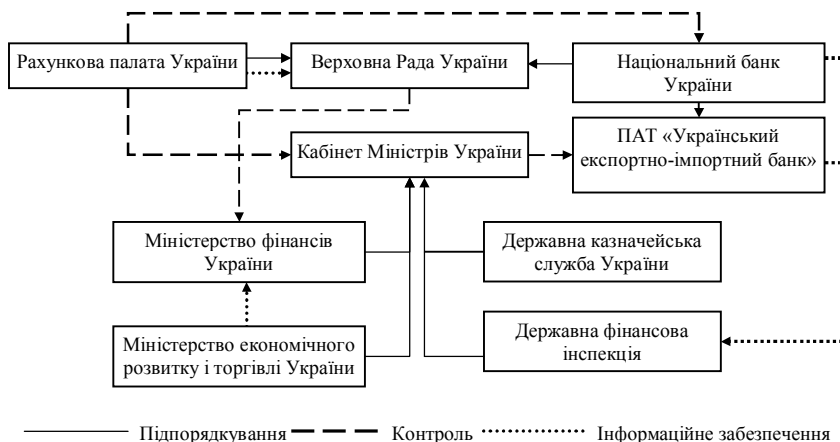 Рахункова палата України
Верховна Рада України
Національний банк
України
Кабінет Міністрів України
ПАТ «Український
експортно-імпортний банк»
Міністерство фінансів
України
Державна казначейська
служба України
Міністерство економічного
розвитку і торгівлі України
Державна фінансова
інспекція
Підпорядкування
Контроль
Інформаційне забезпечення